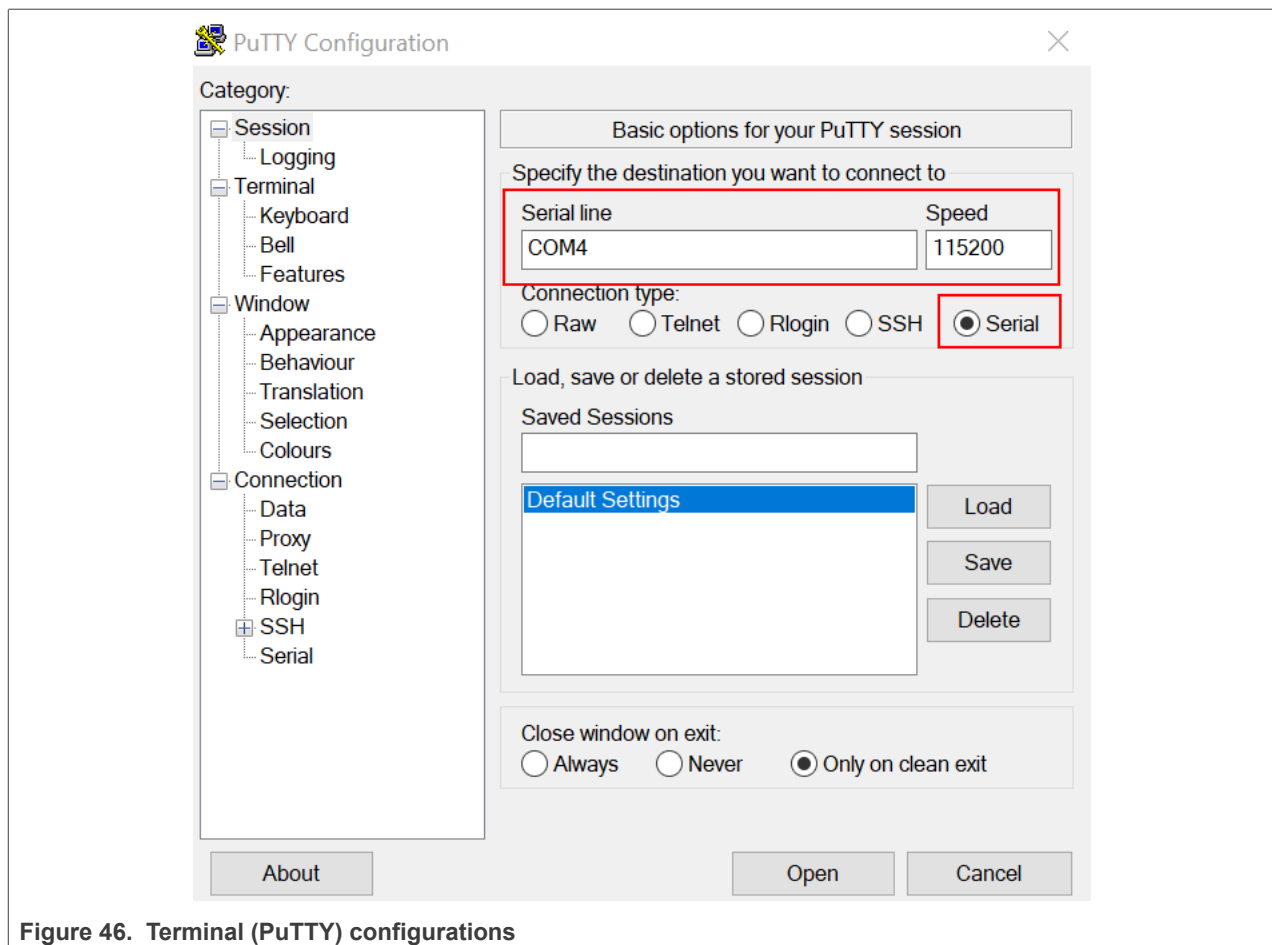 PuTTY Configuration
Category:
Session
Logging
Terminal
Keyboard
Bell
Features
Window
Appearance
Behaviour
Translation
Selection
Colours
Connection
Data
Proxy
Telnet
Rlogin
SSH
Serial
Basic options for your PuTTY session
Specify the destination you want to connect to
Serial line Speed
COM4 115200
Connection type:
Raw Telnet Rlogin SSH Serial
Load, save or delete a stored session
Saved Sessions
Default Settings
Load
Save
Delete
Close window on exit:
Always Never Only on clean exit
About Open Cancel
Figure 46. Terminal (PuTTY) configurations